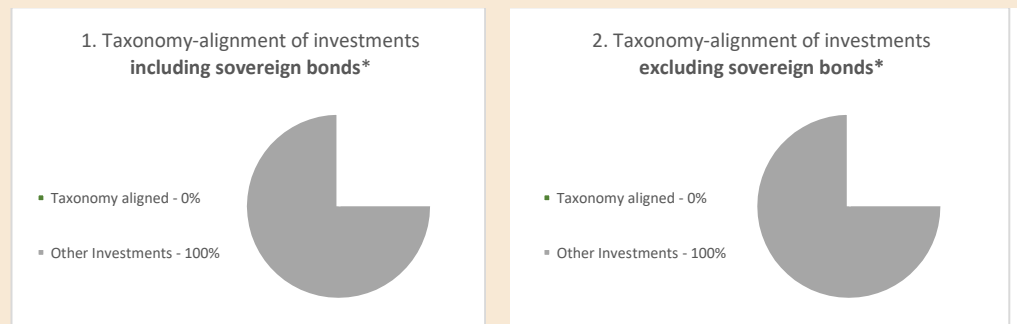 1. Taxonomy-alignment of investments
including sovereign bonds*
Taxonomy aligned - 0%
Other Investments - 100%
2. Taxonomy-alignment of investments
excluding sovereign bonds*
Taxonomy aligned - 0%
Other Investments - 100%